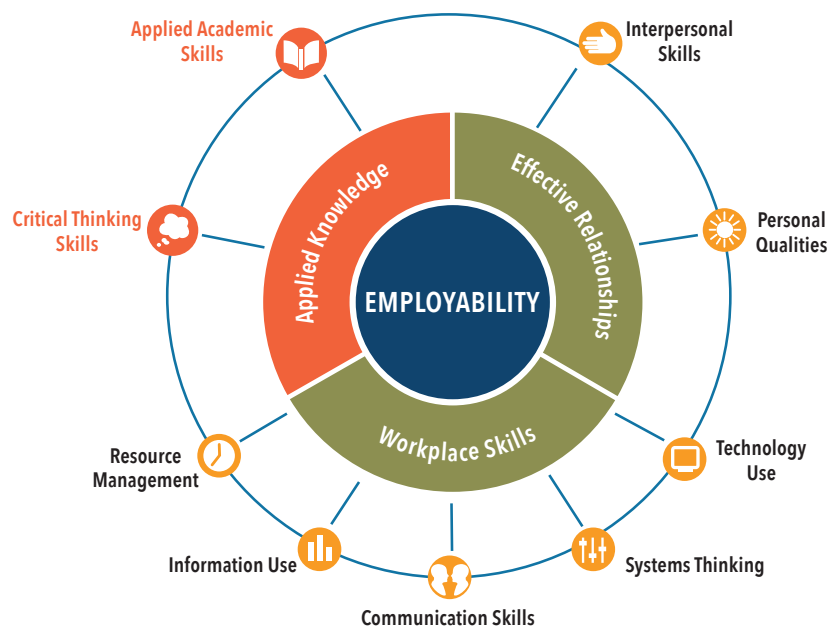 Applied Academic
Skills
Interpersonal
Skills
Critical Thinking
Skills
Personal
Qualities
Applied Knowledge
Effective Relationships
EMPLOYABILITY
Workplace Skills
Resource
Management
Technology
Use
Information Use
Systems Thinking
Communication Skills